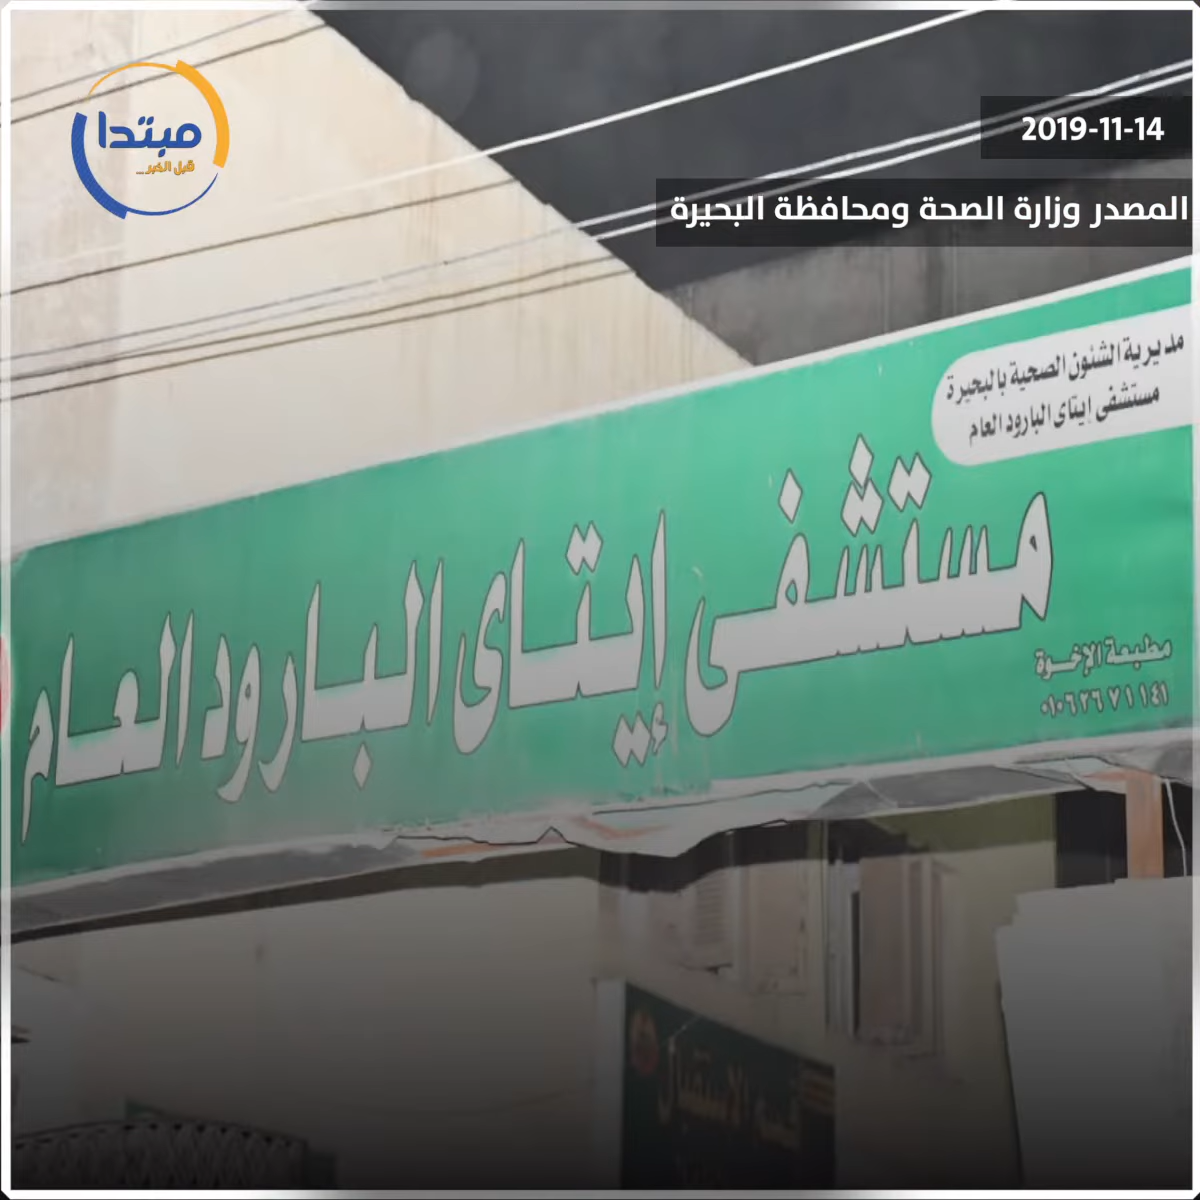 مبتدا
قبل الخبر...
2019-11-14
المصدر وزارة الصحة ومحافظة البحيرة
مديرية الشئون الصحية بالبحيرة
مستشفى إيتاى البارود العام
مستشفى إيتاى البارود العام
مطبعة الإخوة
٠١٠٦٢٦٧١١٤١
الاستقبال